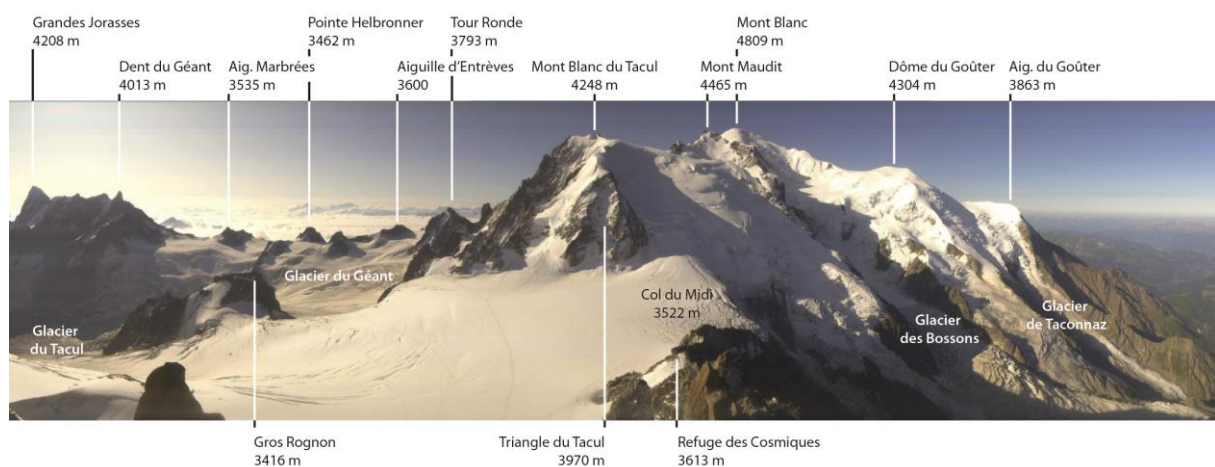 Grandes Jorasses
4208 m
Pointe Helbronner
3462 m
Tour Ronde
3793 m
Mont Blanc
4809 m
Dent du Géant
4013 m
Aig. Marbrées
3535 m
Aiguille d'Entrèves
3600
Mont Blanc du Tacul
4248 m
Mont Maudit
4465 m
Dôme du Goûter
4304 m
Aig. du Goûter
3863 m
Glacier du Géant
Col du Midi
3522 m
Glacier
du Tacul
Glacier
des Bossons
Glacier
de Taconnaz
Gros Rognon
3416 m
Triangle du Tacul
3970 m
Refuge des Cosmiques
3613 m